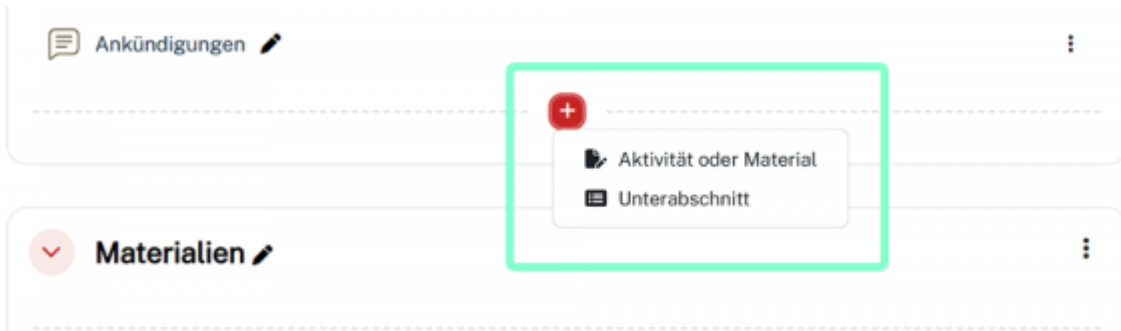 Ankündigungen
Aktivität oder Material
Unterabschnitt
Materialien